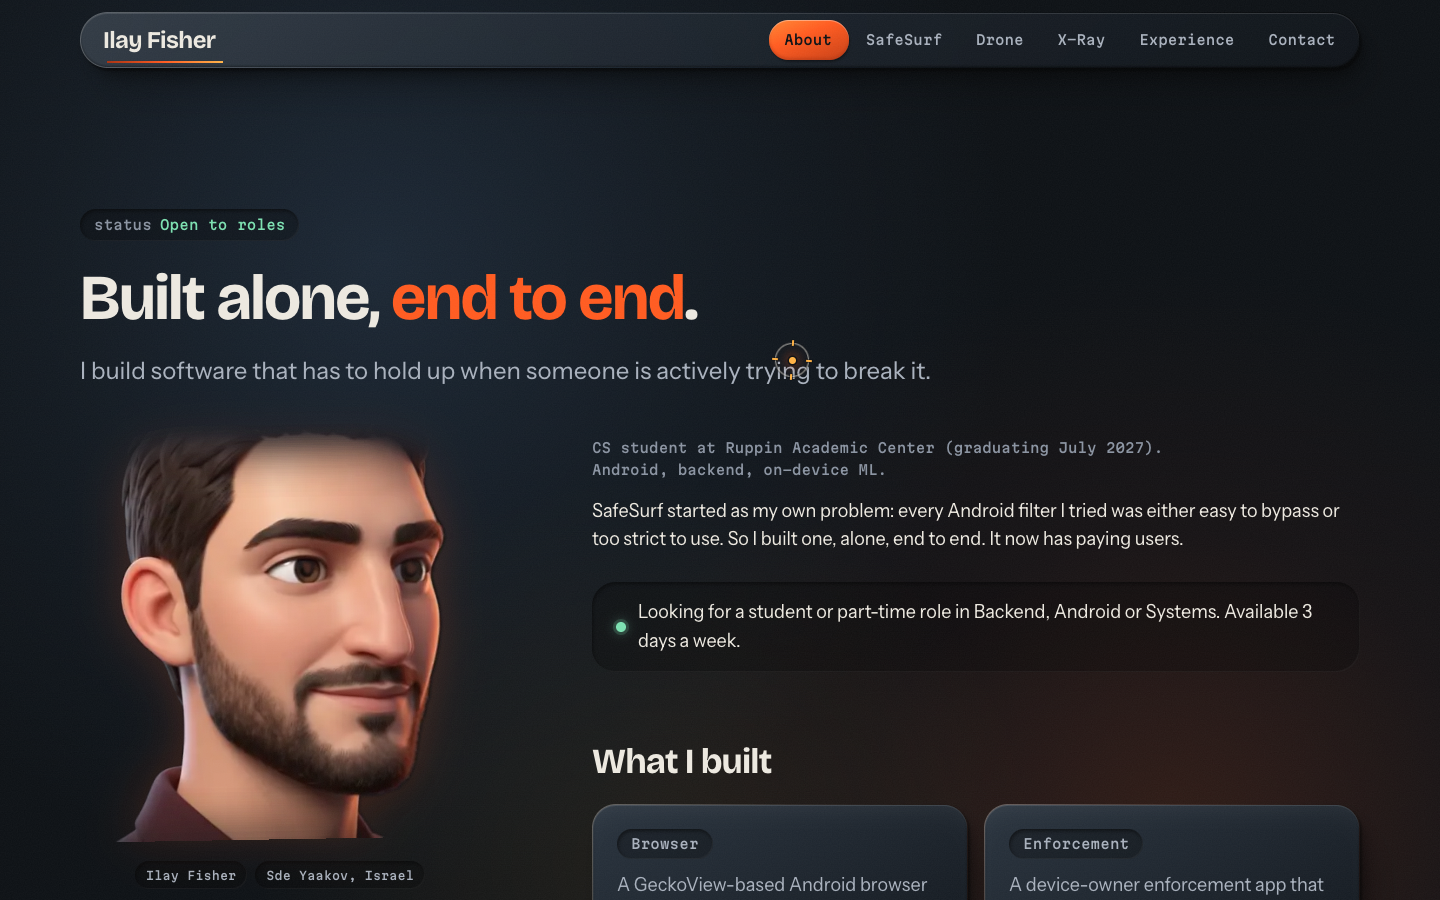 Ilay Fisher
About
SafeSurf
Drone
X-Ray
Experience
Contact
status Open to roles
Built alone, end to end.
I build software that has to hold up when someone is actively trying to break it.
CS student at Ruppin Academic Center (graduating July 2027).
Android, backend, on-device ML.
SafeSurf started as my own problem: every Android filter I tried was either easy to bypass or
too strict to use. So I built one, alone, end to end. It now has paying users.
Looking for a student or part-time role in Backend, Android or Systems. Available 3
days a week.
What I built
Browser
A GeckoView-based Android browser
Enforcement
A device-owner enforcement app that
Ilay Fisher
Sde Yaakov, Israel